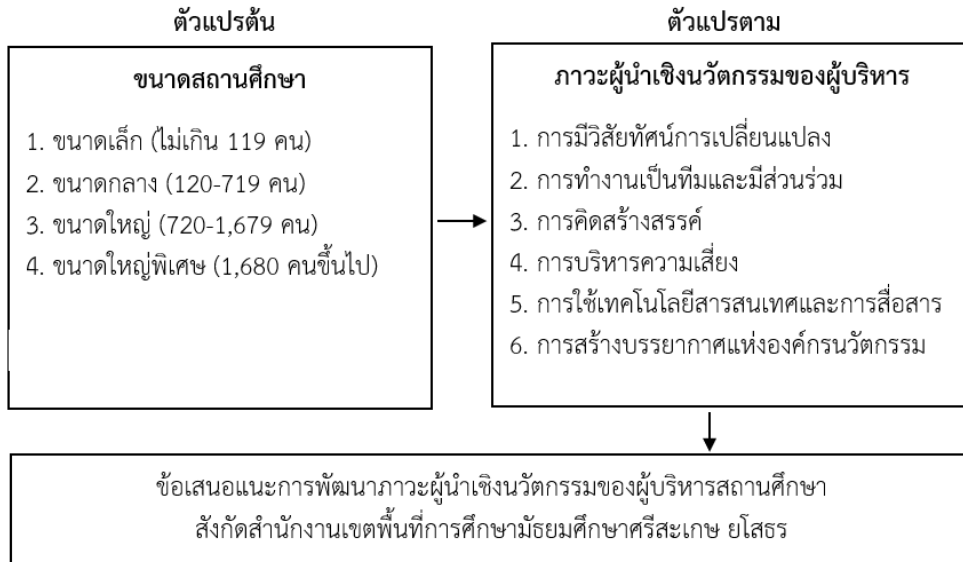 ตัวแปรต้น
ขนาดสถานศึกษา
1. ขนาดเล็ก (ไม่เกิน 119 คน)
2. ขนาดกลาง (120-719 คน)
3. ขนาดใหญ่ (720-1,679 คน)
4. ขนาดใหญ่พิเศษ (1,680 คนขึ้นไป)
ตัวแปรตาม
ภาวะผู้นำเชิงนวัตกรรมของผู้บริหาร
1. การมีวิสัยทัศน์การเปลี่ยนแปลง
2. การทำงานเป็นทีมและมีส่วนร่วม
3. การคิดสร้างสรรค์
4. การบริหารความเสี่ยง
5. การใช้เทคโนโลยีสารสนเทศและการสื่อสาร
6. การสร้างบรรยากาศแห่งองค์กรนวัตกรรม
ข้อเสนอแนะการพัฒนาภาวะผู้นำเชิงนวัตกรรมของผู้บริหารสถานศึกษา
สังกัดสำนักงานเขตพื้นที่การศึกษามัธยมศึกษาศรีสะเกษ ยโสธร